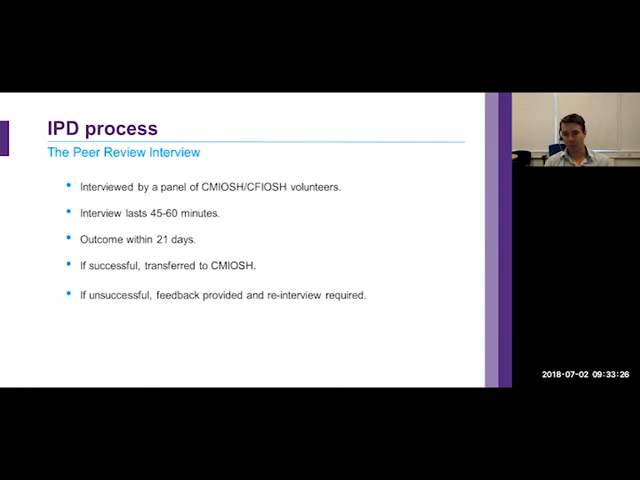 IPD process
The Peer Review Interview
• Interviewed by a panel of CMIOSH/CFIOSH volunteers.
• Interview lasts 45-60 minutes.
• Outcome within 21 days.
• If successful, transferred to CMIOSH.
• If unsuccessful, feedback provided and re-interview required.
2018-07-02 09:33:26